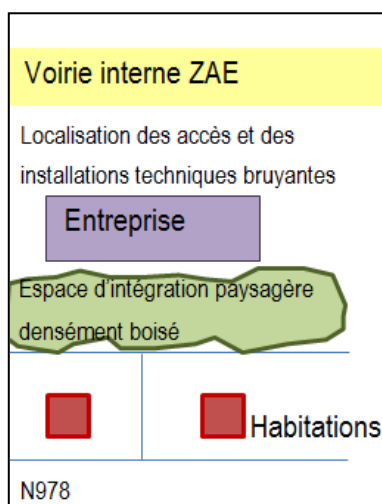 Voirie interne ZAE
Localisation des accès et des
installations techniques bruyantes
Entreprise
Espace d'intégration paysagère
densément boisé
Habitations
N978